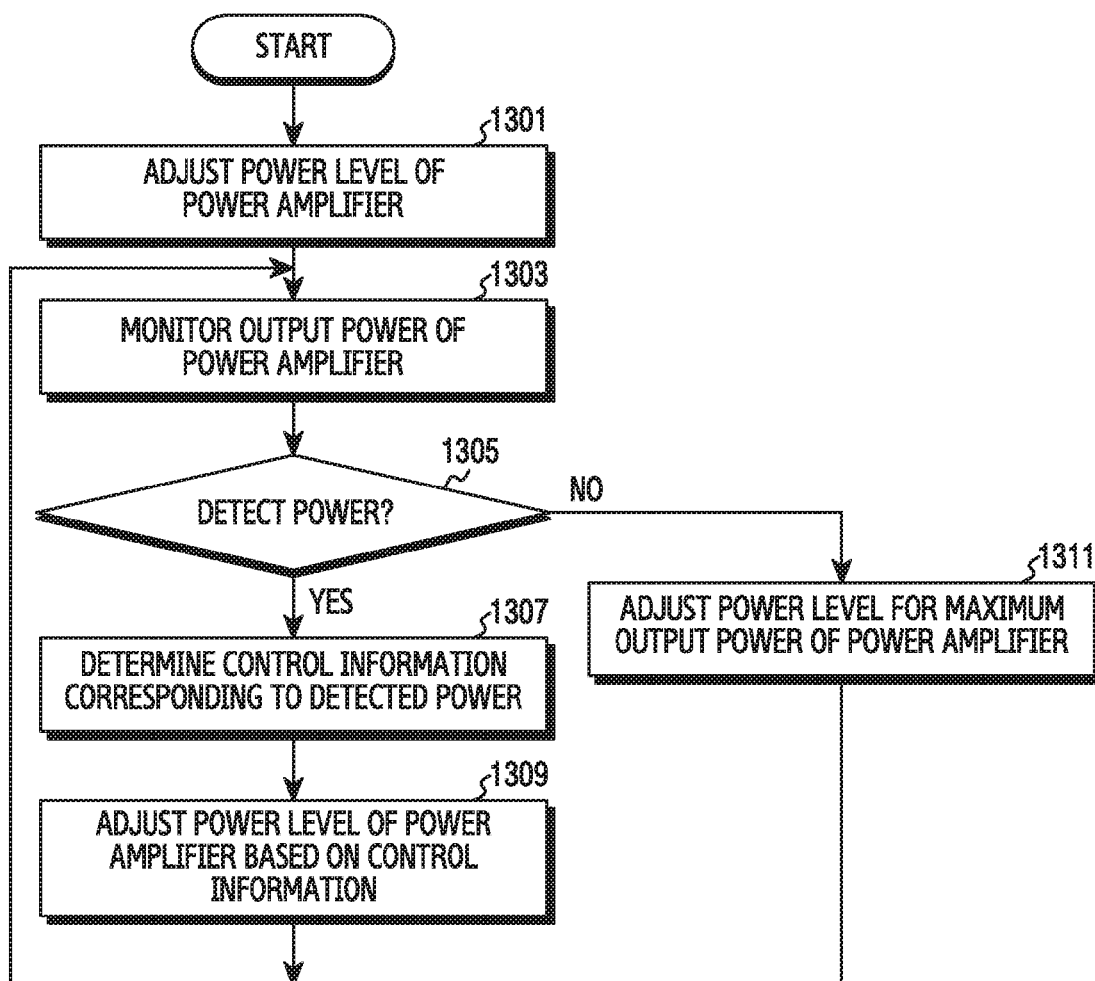 START
1301
ADJUST POWER LEVEL OF
POWER AMPLIFIER
1303
MONITOR OUTPUT POWER OF
POWER AMPLIFIER
1305
DETECT POWER?
NO
YES
1307
DETERMINE CONTROL INFORMATION
CORRESPONDING TO DETECTED POWER
1311
ADJUST POWER LEVEL FOR MAXIMUM
OUTPUT POWER OF POWER AMPLIFIER
1309
ADJUST POWER LEVEL OF POWER
AMPLIFIER BASED ON CONTROL
INFORMATION